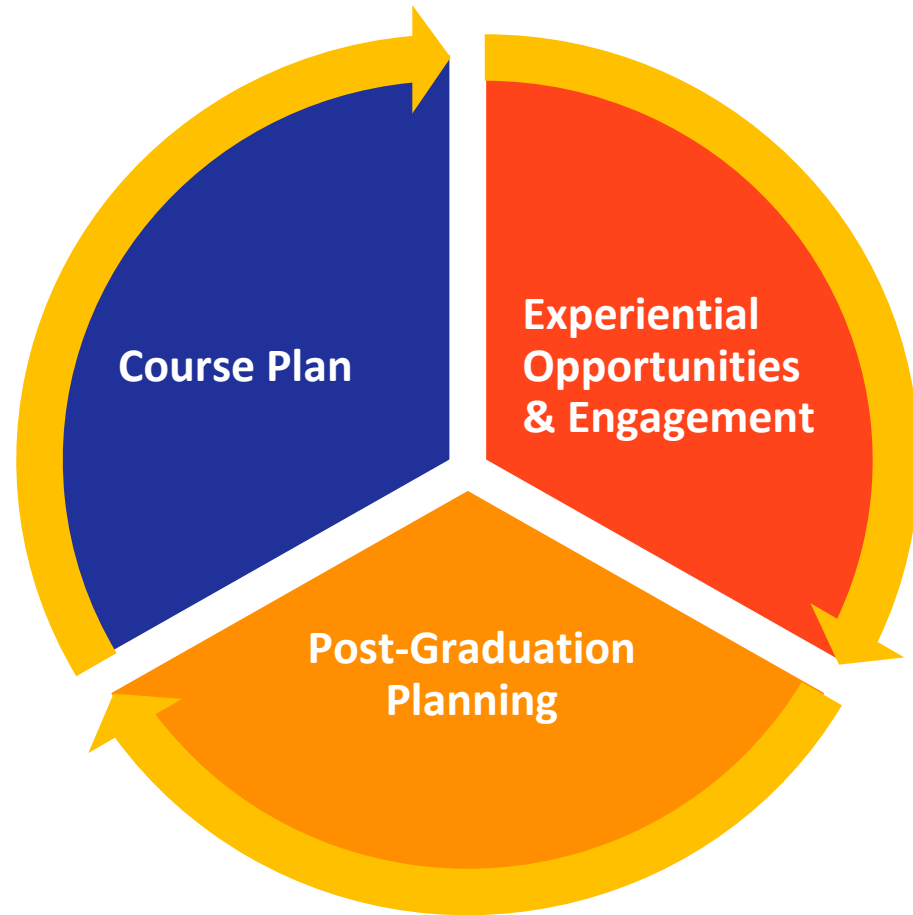 Course Plan
Experiential
Opportunities
& Engagement
Post-Graduation
Planning